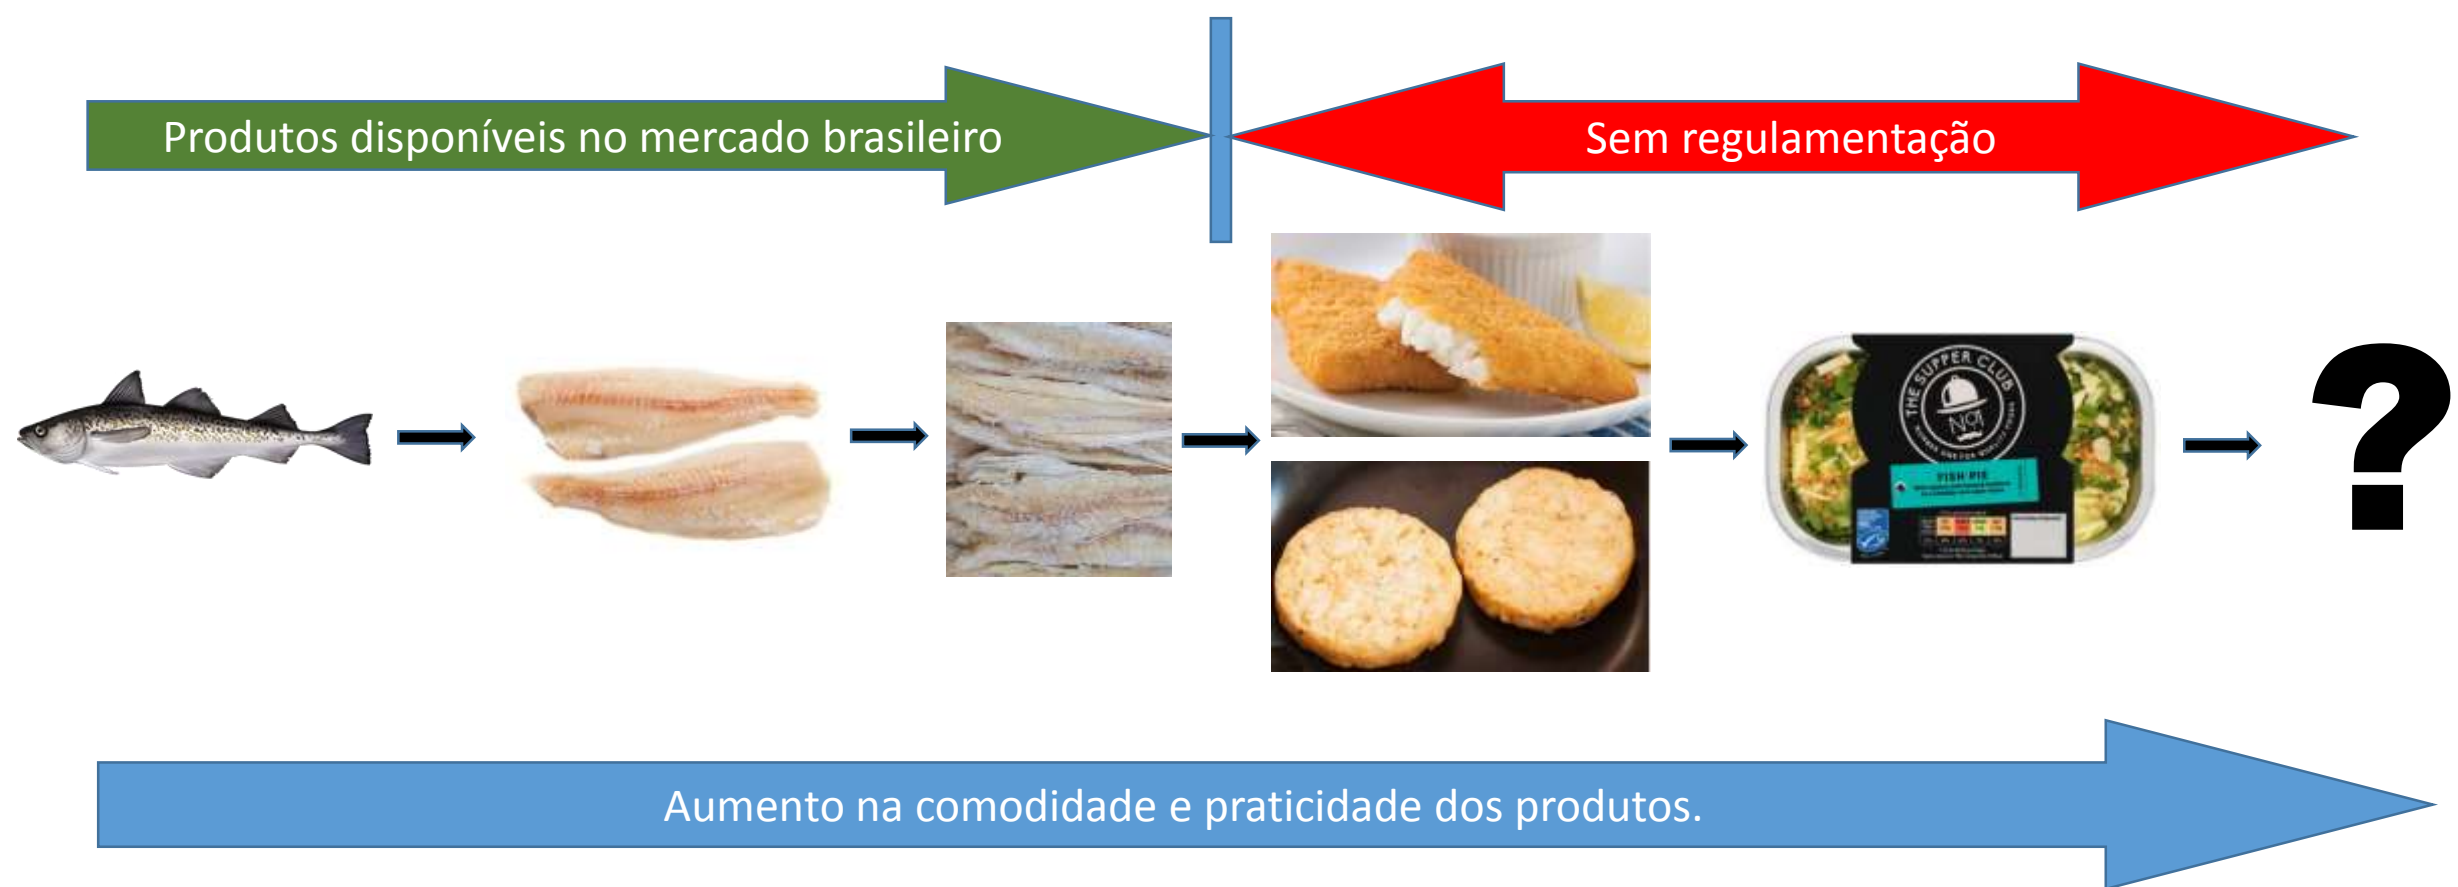 Produtos disponíveis no mercado brasileiro
Sem regulamentação
THE SUPPER CLUB
Nº1
FISH PIE
Aumento na comodidade e praticidade dos produtos.
?